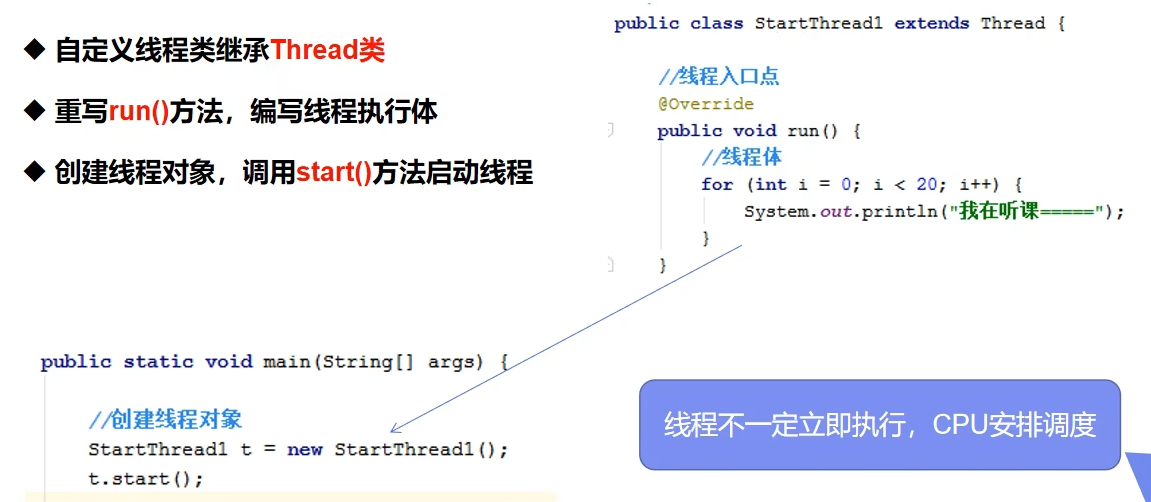 ◆ 自定义线程类继承Thread类
◆ 重写run()方法，编写线程执行体
◆ 创建线程对象，调用start()方法启动线程
public class StartThread1 extends Thread {
//线程入口点
@Override
public void run() {
//线程体
for (int i = 0; i < 20; i++) {
System.out.println("我在听课=====");
}
}
public static void main(String[] args) {
//创建线程对象
StartThread1 t = new StartThread1();
t.start();
线程不一定立即执行，CPU安排调度